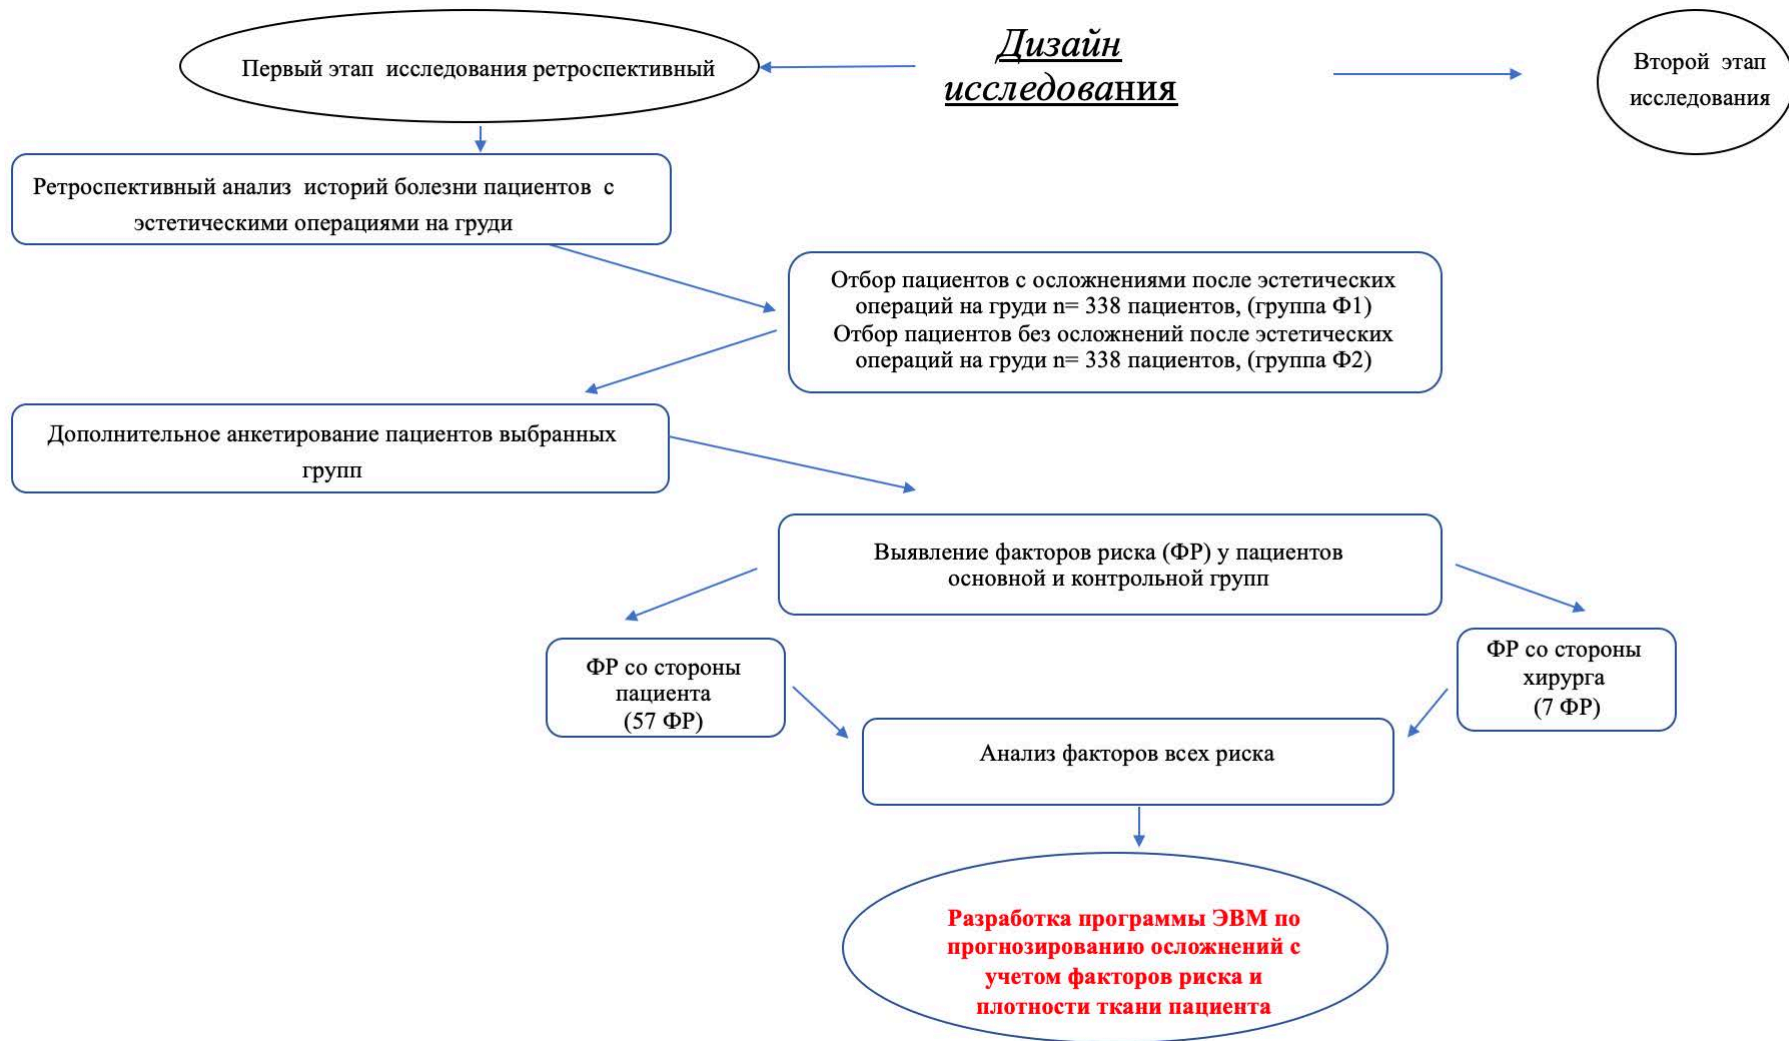 Дизайн
исследования
Первый этап исследования ретроспективный
Второй этап
исследования
Ретроспективный анализ историй болезни пациентов с
эстетическими операциями на груди
Отбор пациентов с осложнениями после эстетических
операций на груди n= 338 пациентов, (группа Ф1)
Отбор пациентов без осложнений после эстетических
операций на груди n= 338 пациентов, (группа Ф2)
Дополнительное анкетирование пациентов выбранных
групп
Выявление факторов риска (ФР) у пациентов
основной и контрольной групп
ФР со стороны
пациента
(57 ФР)
ФР со стороны
хирурга
(7 ФР)
Анализ факторов всех риска
Разработка программы ЭВМ по
прогнозированию осложнений с
учетом факторов риска и
плотности ткани пациента